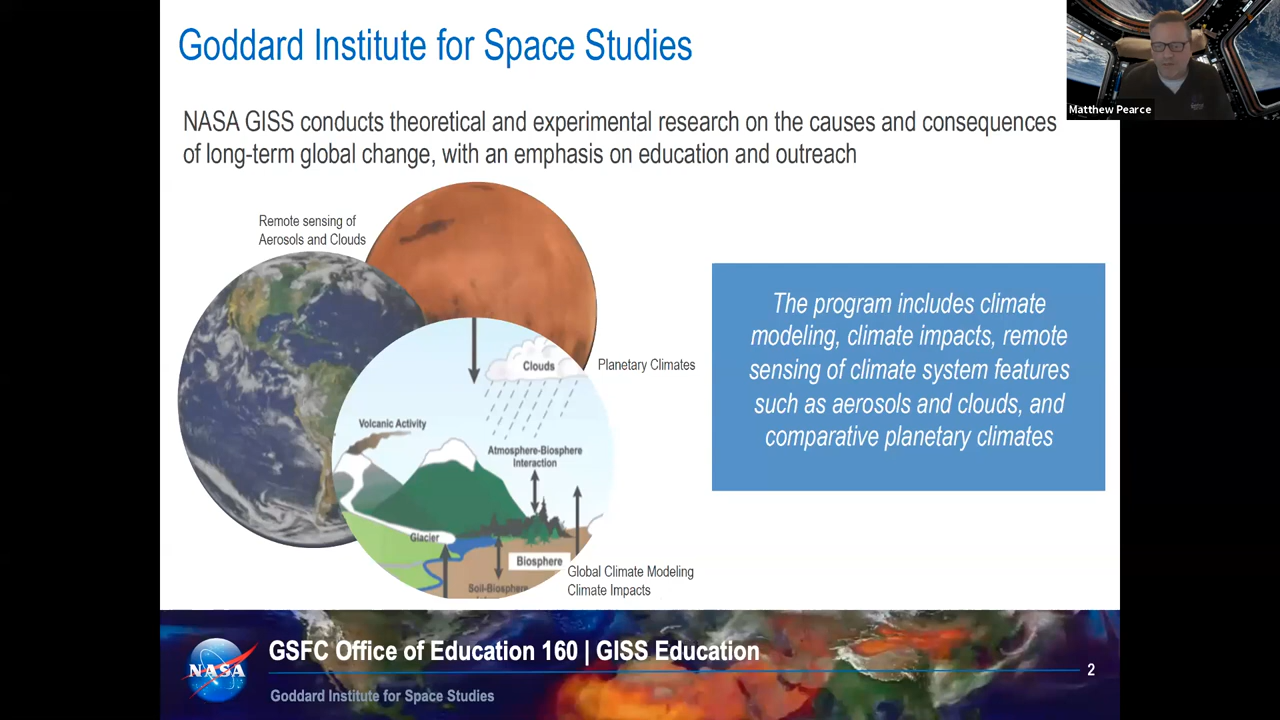 Goddard Institute for Space Studies
Matthew Pearce
NASA GISS conducts theoretical and experimental research on the causes and consequences
of long-term global change, with an emphasis on education and outreach
Remote sensing of
Aerosols and Clouds
Planetary Climates
Clouds
Volcanic Activity
Atmosphere-Biosphere
Interaction
Glacier
Biosphere
Soil-Biosphere
Global Climate Modeling
Climate Impacts
The program includes climate
modeling, climate impacts, remote
sensing of climate system features
such as aerosols and clouds, and
comparative planetary climates
NASA
GSFC Office of Education 160 | GISS Education
2
Goddard Institute for Space Studies